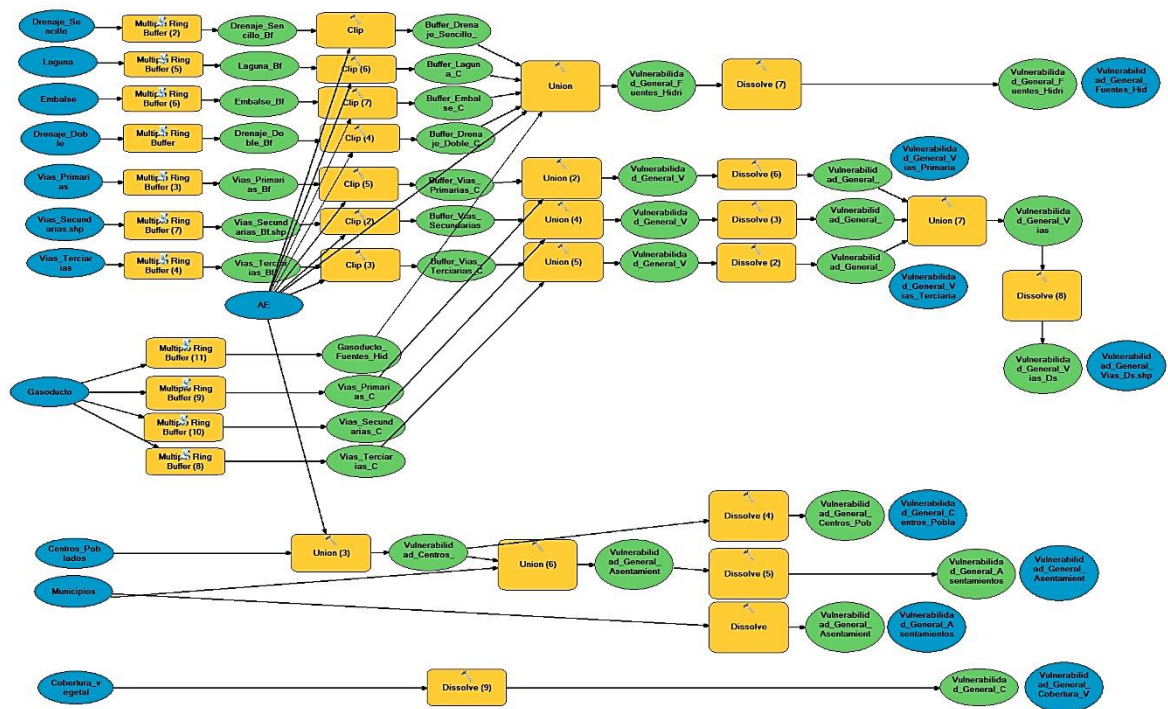 Drenaje_Se
ncillo
Multiple Ring
Buffer (2)
Drenaje_Sen
cillo_Bf
Clip
Buffer_Drena
je_Sencillo_
Laguna
Multiple Ring
Buffer (5)
Laguna_Bf
Clip (6)
Buffer_Lagun
a_C
Embalse
Multiple Ring
Buffer (6)
Embalse_Bf
Clip (7)
Buffer_Embal
se_C
Union
Vulnerabilida
d_General_F
uentes_Hidri
Dissolve (7)
Vulnerabilida
d_General_F
uentes_Hidri
Vulnerabilid
ad_General_
Fuentes_Hid
Drenaje_Dob
le
Multiple Ring
Buffer
Drenaje_Do
ble_Bf
Clip (4)
Buffer_Drena
je_Doble_C
Vias_Primari
as
Multiple Ring
Buffer (3)
Vias_Primari
as_Bf
Clip (5)
Buffer_Vias_
Primarias_C
Union (2)
Vulnerabilida
d_General_V
Dissolve (6)
Vulnerabilid
ad_General_
Vulnerabilida
d_General_V
ias_Primaria
Vias_Secund
arias.shp
Multiple Ring
Buffer (7)
Vias_Secund
arias_Bf.shp
Clip (2)
Buffer_Vias_
Secundarias
Union (4)
Vulnerabilida
d_General_V
Dissolve (3)
Vulnerabilid
ad_General_
Union (7)
Vulnerabilida
d_General_V
ias
Vias_Terciar
ias
Multiple Ring
Buffer (4)
Vias_Terciar
ias_Bf
Clip (3)
Buffer_Vias_
Terciarias_C
Union (5)
Vulnerabilida
d_General_V
Dissolve (2)
Vulnerabilid
ad_General_
Vulnerabilida
d_General_V
ias_Terciaria
AE
Dissolve (8)
Multiple Ring
Buffer (11)
Gasoducto_
Fuentes_Hid
Vulnerabilida
d_General_V
ias_Ds
Vulnerabilid
ad_General_
Vias_Ds.shp
Gasoducto
Multiple Ring
Buffer (9)
Vias_Primari
as_C
Multiple Ring
Buffer (10)
Vias_Secund
arias_C
Multiple Ring
Buffer (8)
Vias_Tercer
iarias_C
Dissolve (4)
Vulnerabilid
ad_General_
Centros_Pob
Vulnerabilida
d_General_C
entros_Pobla
Centros_Pob
lados
Union (3)
Vulnerabilid
ad_Centros_
Union (6)
Vulnerabilid
ad_General_
Asentamient
Dissolve (5)
Vulnerabilida
d_General_A
sentamientos
Vulnerabilid
ad_General_
Asentamient
Municipios
Dissolve
Vulnerabilid
ad_General_
Asentamient
Vulnerabilida
d_General_A
sentamientos
Cobertura_v
egetal
Dissolve (9)
Vulnerabilida
d_General_C
Vulnerabilid
ad_General_
Cobertura_V